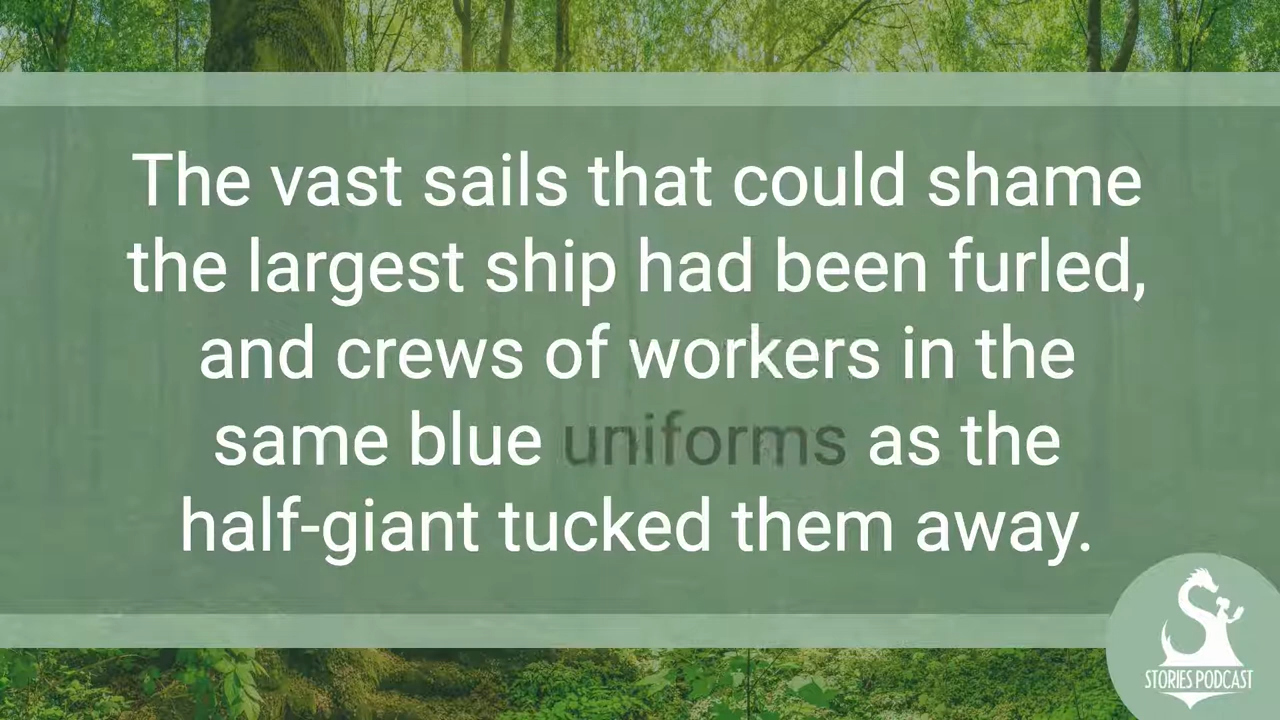 The vast sails that could shame
the largest ship had been furled,
and crews of workers in the
same blue uniforms as the
half-giant tucked them away.
STORIES PODCAST